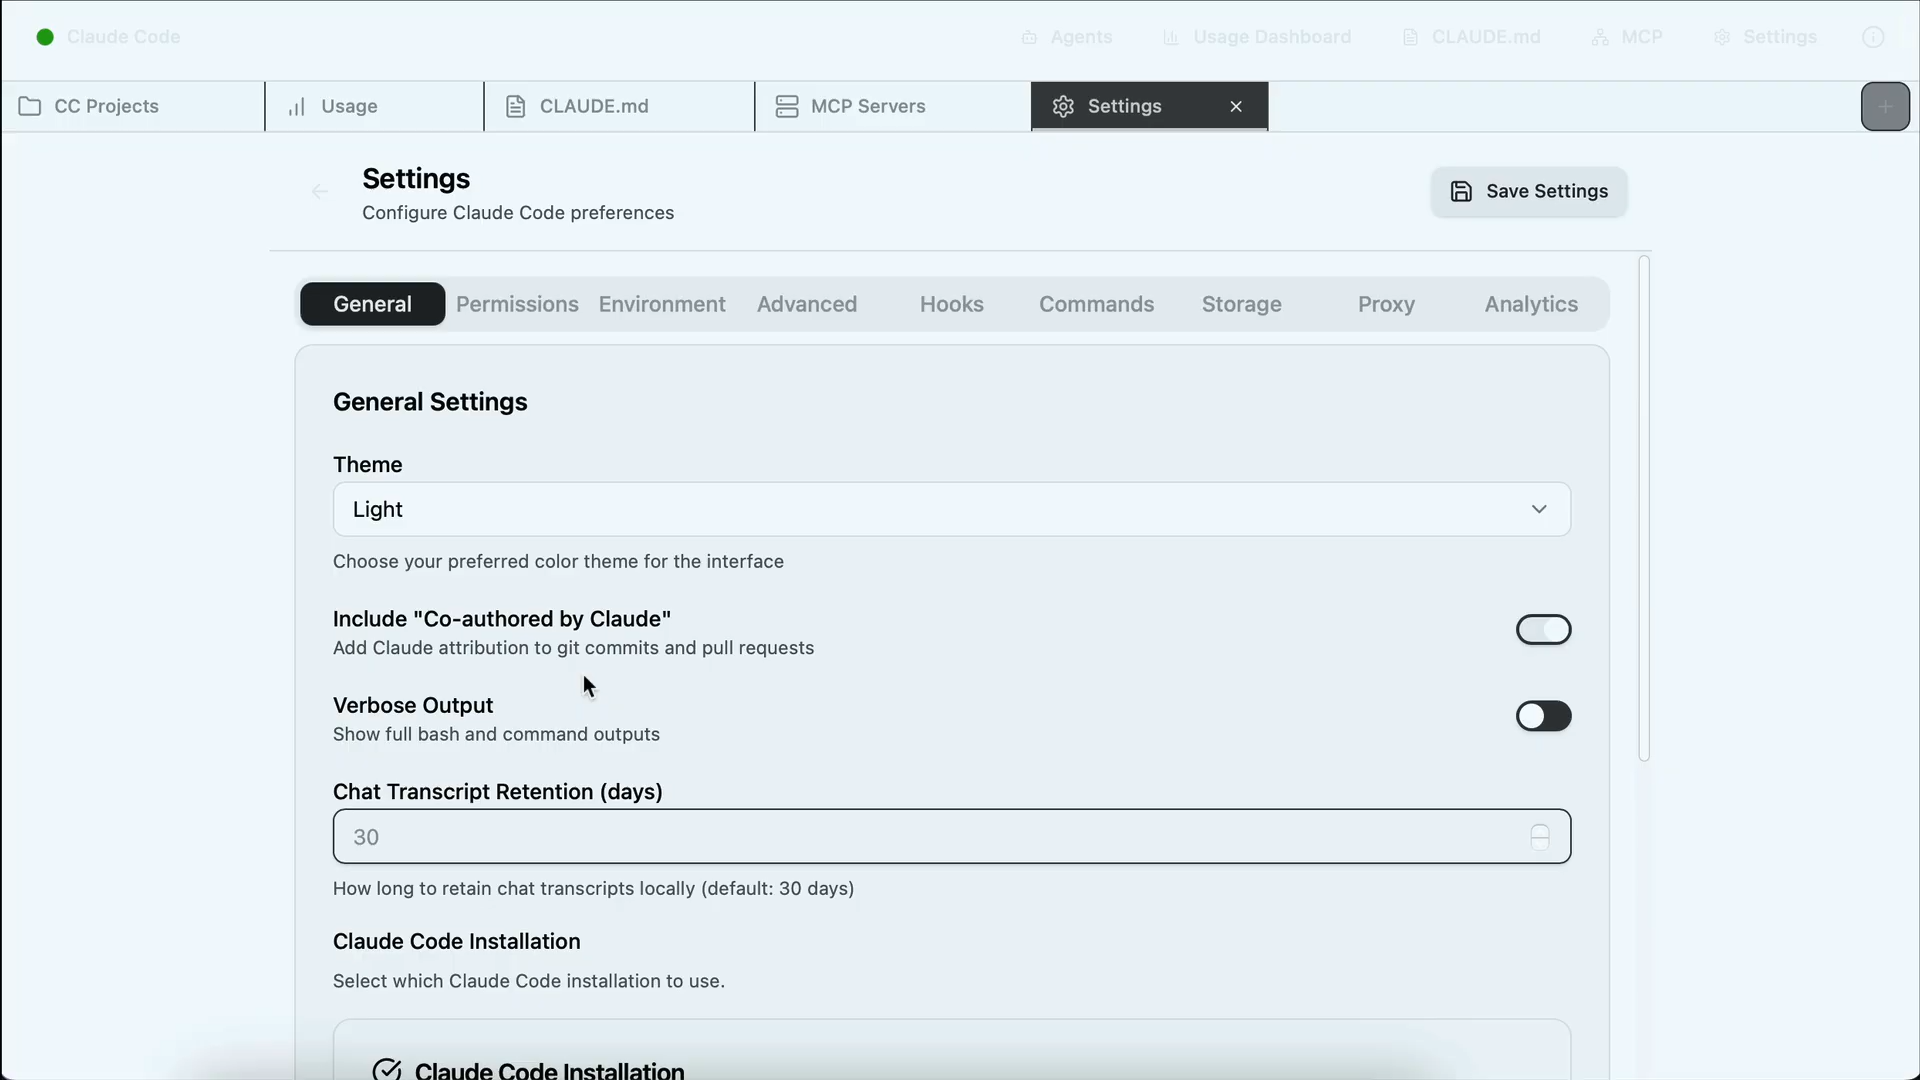 Claude Code
Agents
Usage Dashboard
CLAUDE.md
MCP
Settings
CC Projects
Usage
CLAUDE.md
MCP Servers
Settings
Settings
Configure Claude Code preferences
Save Settings
General
Permissions
Environment
Advanced
Hooks
Commands
Storage
Proxy
Analytics
General Settings
Theme
Light
Choose your preferred color theme for the interface
Include "Co-authored by Claude"
Add Claude attribution to git commits and pull requests
Verbose Output
Show full bash and command outputs
Chat Transcript Retention (days)
30
How long to retain chat transcripts locally (default: 30 days)
Claude Code Installation
Select which Claude Code installation to use.
Claude Code Installation